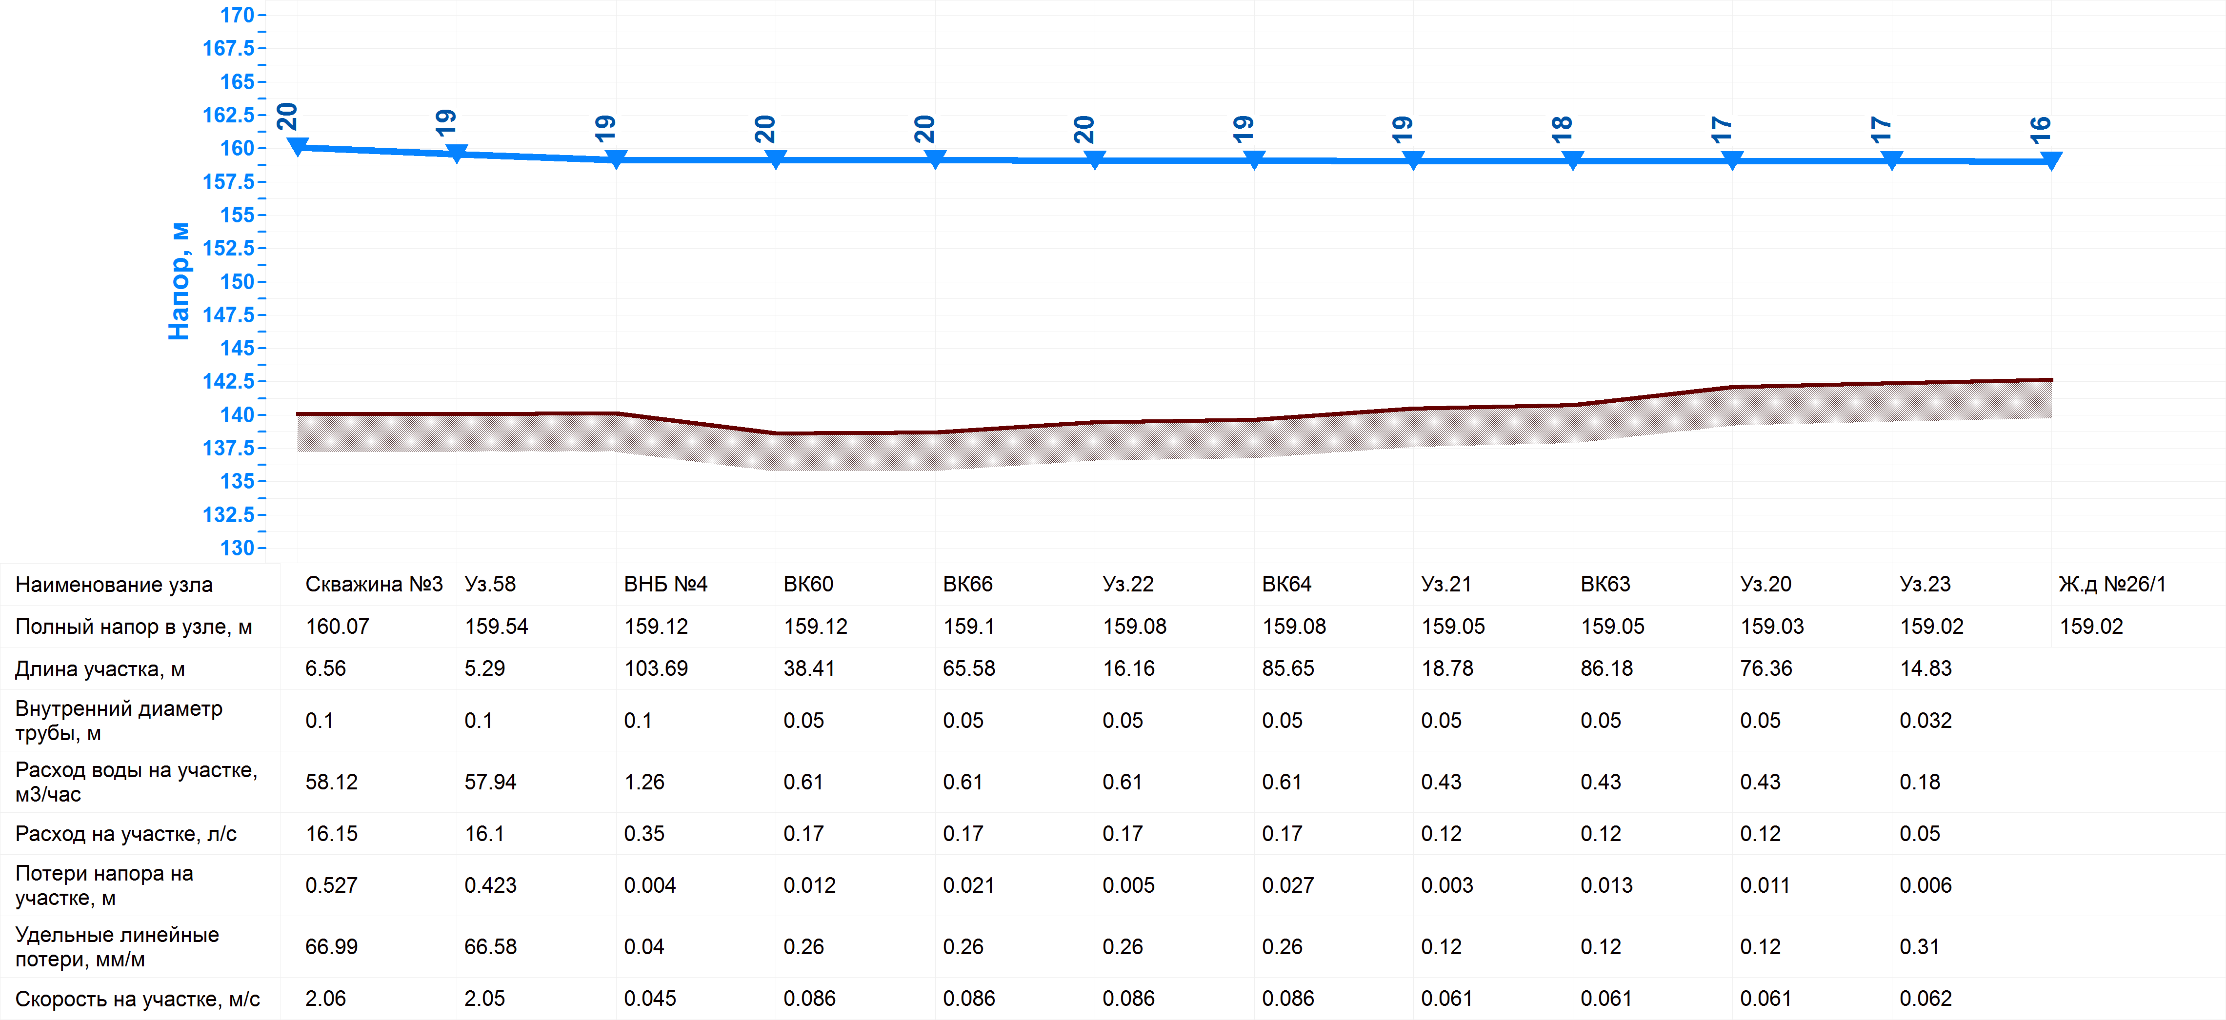 170
167.5
165
162.5
160
157.5
155
152.5
150
147.5
145
142.5
140
137.5
135
132.5
130
Напор, м
20 19 19 20 20 20 19 19 18 17 17 16
Наименование узла Скважина №3 Уз.58 ВНБ №4 ВК60 ВК66 Уз.22 ВК64 Уз.21 ВК63 Уз.20 Уз.23 Ж.д №26/1
Полный напор в узле, м 160.07 159.54 159.12 159.12 159.1 159.08 159.08 159.05 159.05 159.03 159.02 159.02
Длина участка, м 6.56 5.29 103.69 38.41 65.58 16.16 85.65 18.78 86.18 76.36 14.83
Внутренний диаметр
трубы, м 0.1 0.1 0.1 0.05 0.05 0.05 0.05 0.05 0.05 0.05 0.032
Расход воды на участке,
м3/час 58.12 57.94 1.26 0.61 0.61 0.61 0.61 0.43 0.43 0.43 0.18
Расход на участке, л/с 16.15 16.1 0.35 0.17 0.17 0.17 0.17 0.12 0.12 0.12 0.05
Потери напора на
участке, м 0.527 0.423 0.004 0.012 0.021 0.005 0.027 0.003 0.013 0.011 0.006
Удельные линейные
потери, мм/м 66.99 66.58 0.04 0.26 0.26 0.26 0.26 0.12 0.12 0.12 0.31
Скорость на участке, м/с 2.06 2.05 0.045 0.086 0.086 0.086 0.086 0.061 0.061 0.061 0.062